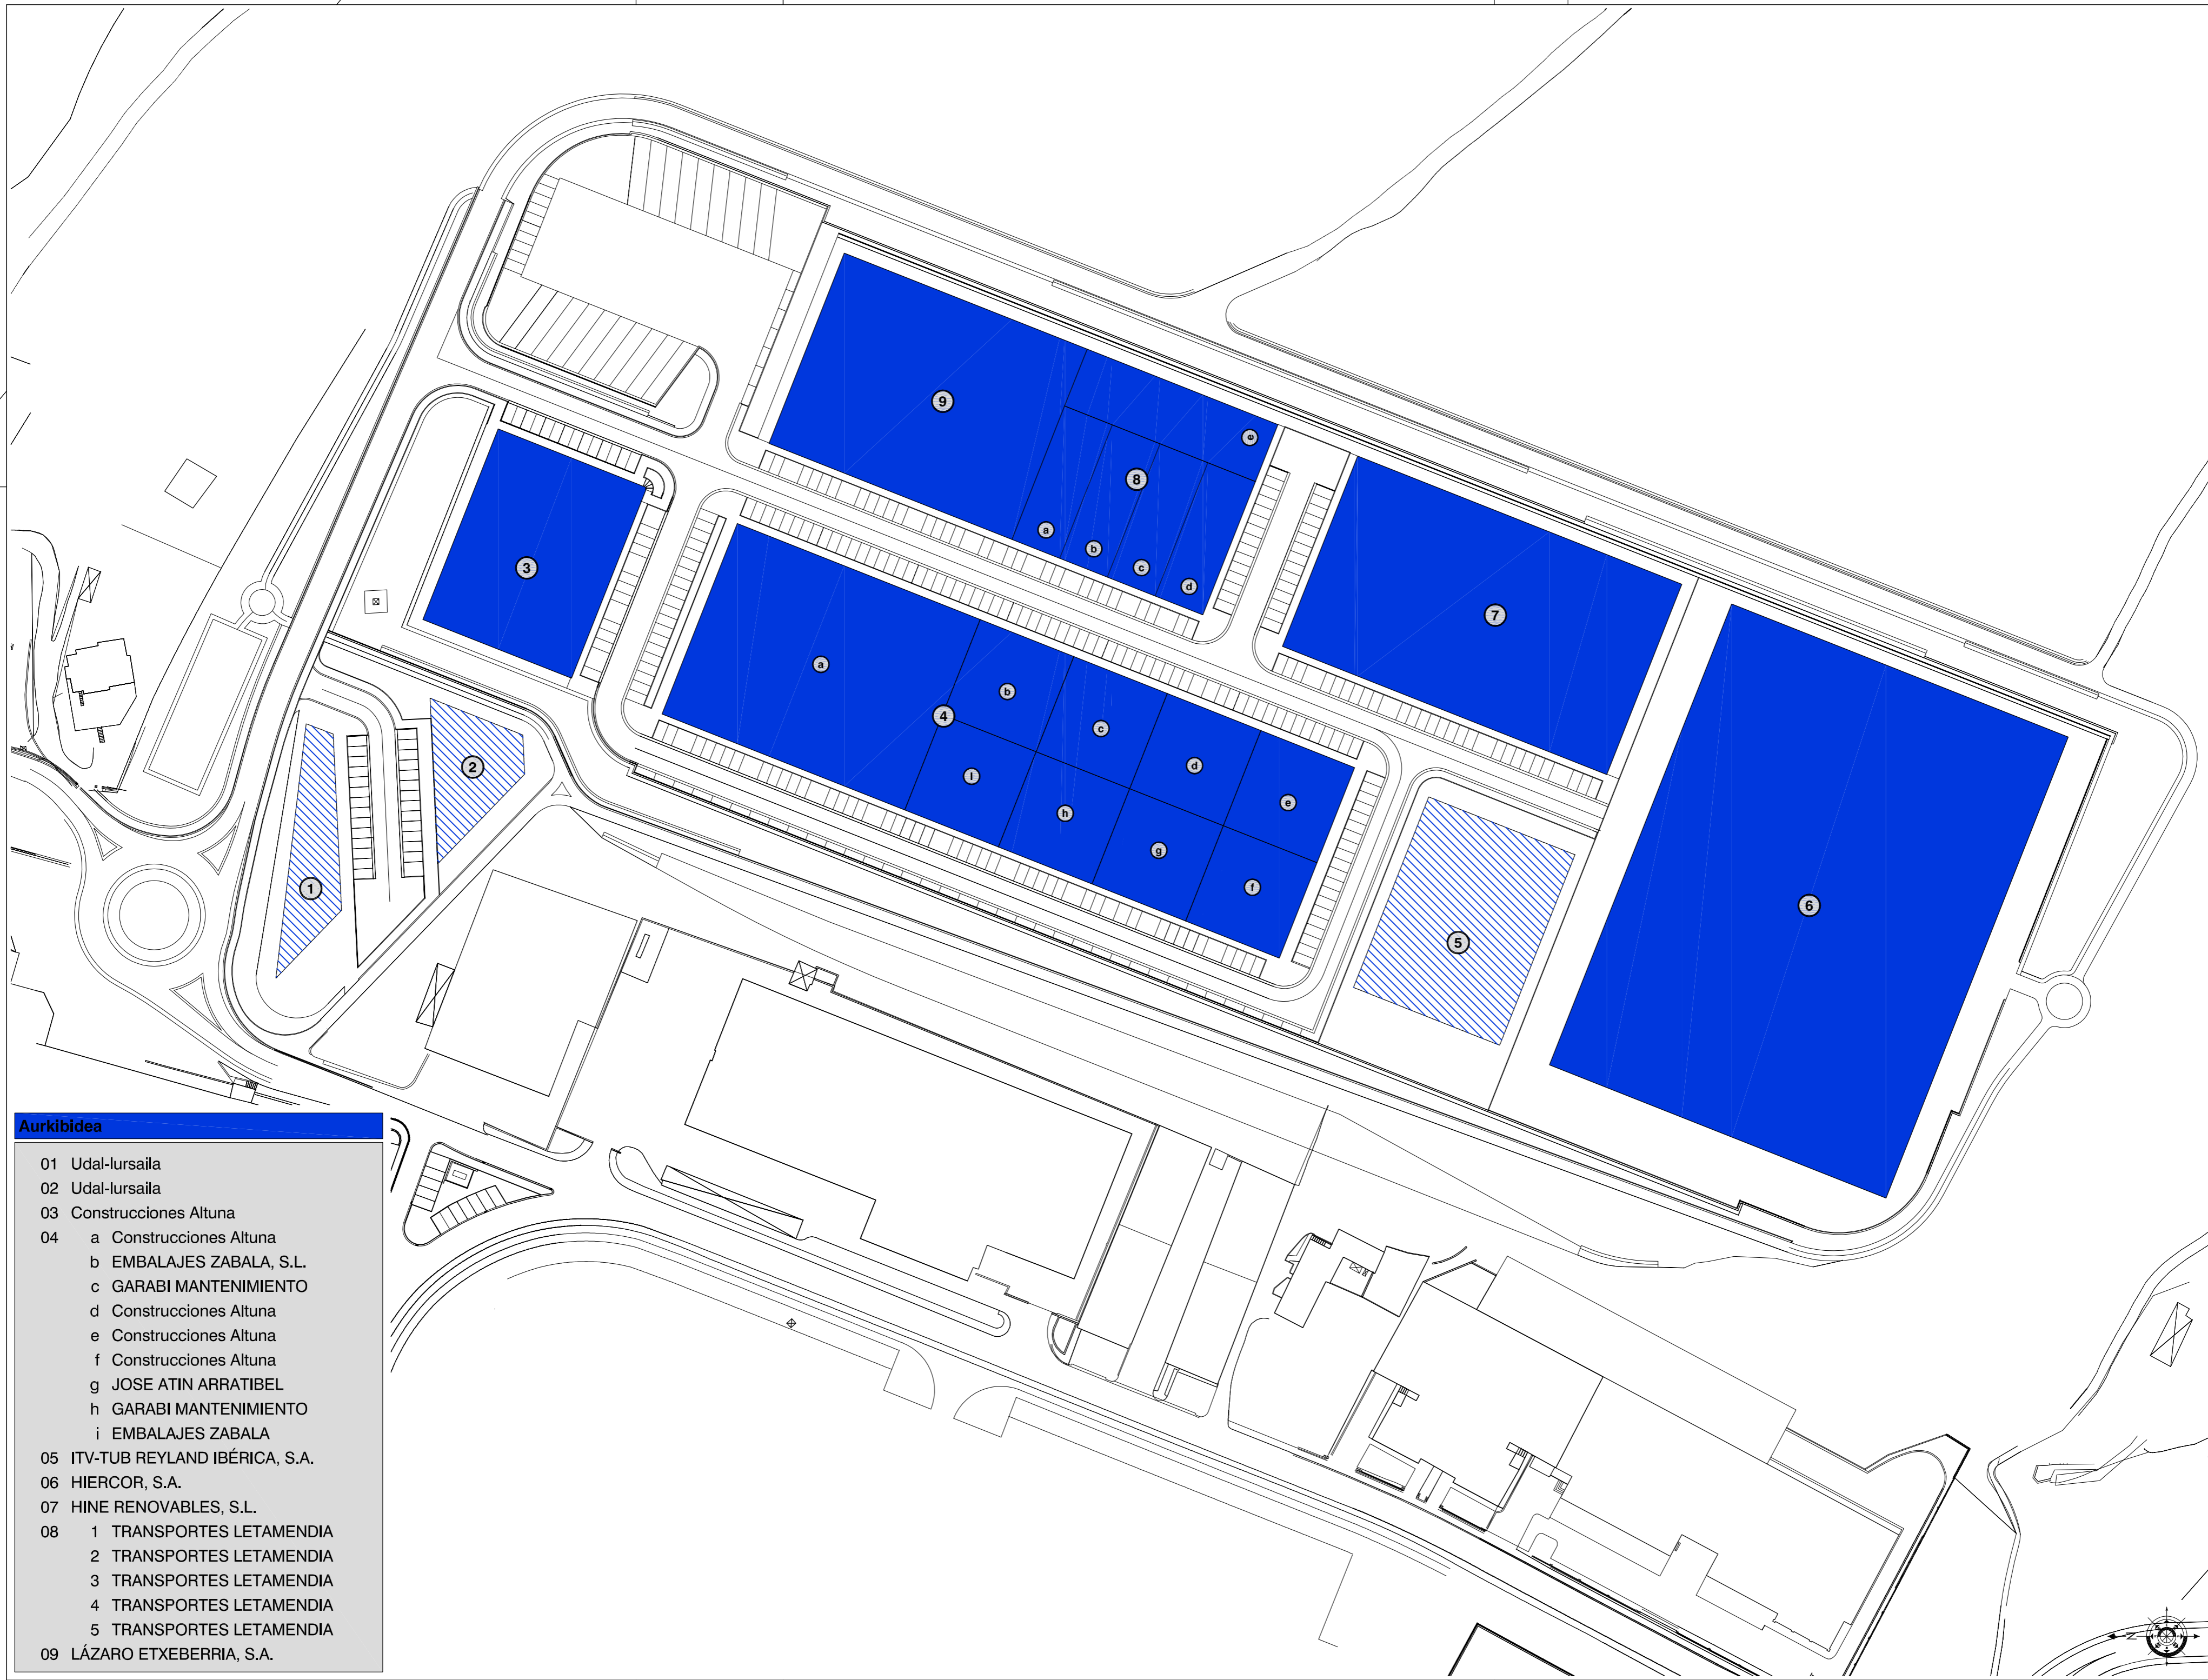 9
e
8
a
b
c
d
3
7
a
b
4
c
l
d
e
h
g
f
2
1
5
6
Aurkibidea
01 Udal-lursaila
02 Udal-lursaila
03 Construcciones Altuna
04 a Construcciones Altuna
b EMBALAJES ZABALA, S.L.
c GARABI MANTENIMIENTO
d Construcciones Altuna
e Construcciones Altuna
f Construcciones Altuna
g JOSE ATIN ARRATIBEL
h GARABI MANTENIMIENTO
i EMBALAJES ZABALA
05 ITV-TUB REYLAND IBÉRICA, S.A.
06 HIERCOR, S.A.
07 HINE RENOVABLES, S.L.
08 1 TRANSPORTES LETAMENDIA
2 TRANSPORTES LETAMENDIA
3 TRANSPORTES LETAMENDIA
4 TRANSPORTES LETAMENDIA
5 TRANSPORTES LETAMENDIA
09 LÁZARO ETXEBERRIA, S.A.
N